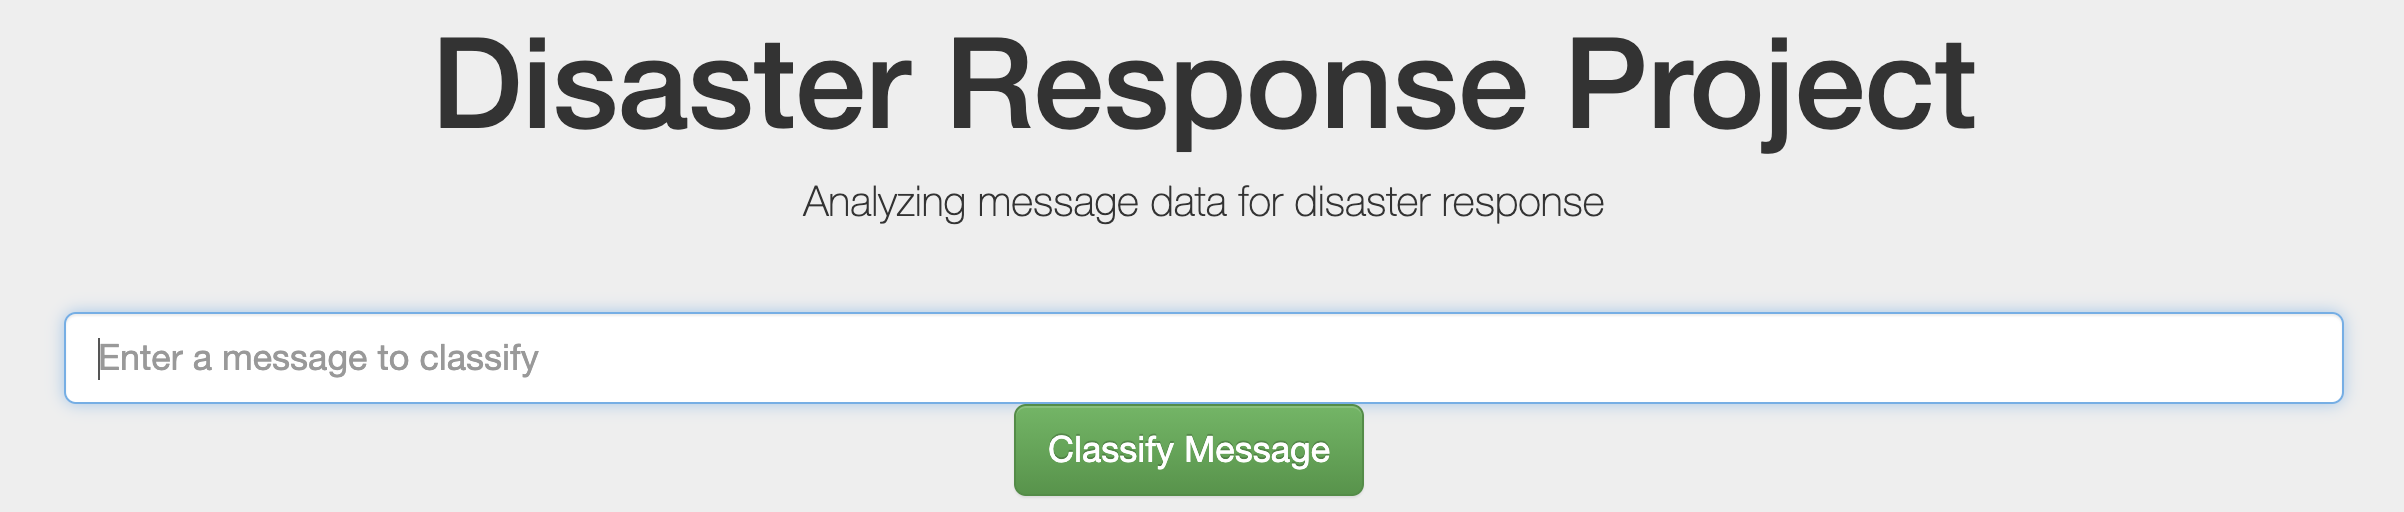 Disaster Response Project
Analyzing message data for disaster response
Enter a message to classify
Classify Message